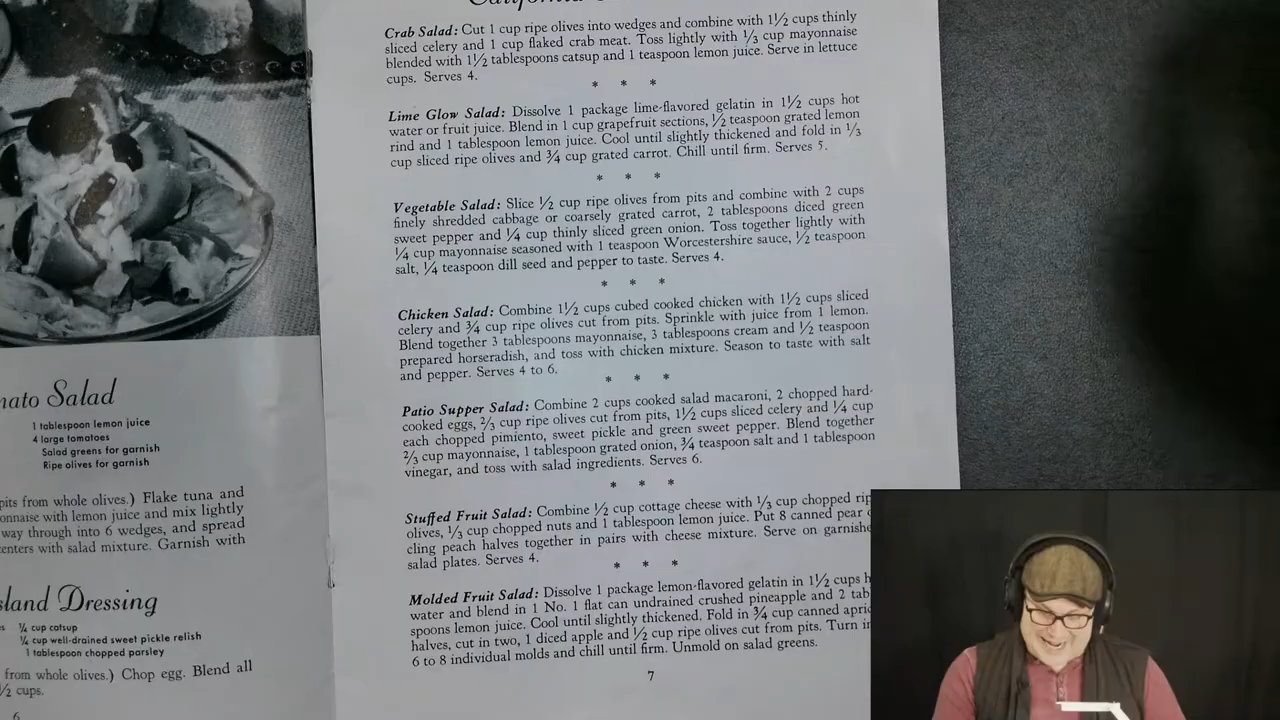 mato Salad
1 tablespoon lemon juice
4 large tomatoes
Salad greens for garnish
Ripe olives for garnish
pits from whole olives.) Flake tuna and
onnaise with lemon juice and mix lightly
way through into 6 wedges, and spread
enters with salad mixture. Garnish with
sland Dressing
¼ cup catsup
¼ cup well-drained sweet pickle relish
1 tablespoon chopped parsley
from whole olives.) Chop egg. Blend all
½ cups.
6
California
Crab Salad: Cut 1 cup ripe olives into wedges and combine with 1½ cups thinly
sliced celery and 1 cup flaked crab meat. Toss lightly with ⅓ cup mayonnaise
blended with 1½ tablespoons catsup and 1 teaspoon lemon juice. Serve in lettuce
cups. Serves 4.
* * *
Lime Glow Salad: Dissolve 1 package lime-flavored gelatin in 1½ cups hot
water or fruit juice. Blend in 1 cup grapefruit sections, ½ teaspoon grated lemon
rind and 1 tablespoon lemon juice. Cool until slightly thickened and fold in ⅓
cup sliced ripe olives and ¾ cup grated carrot. Chill until firm. Serves 5.
* * *
Vegetable Salad: Slice ½ cup ripe olives from pits and combine with 2 cups
finely shredded cabbage or coarsely grated carrot, 2 tablespoons diced green
sweet pepper and ¼ cup thinly sliced green onion. Toss together lightly with
¼ cup mayonnaise seasoned with 1 teaspoon Worcestershire sauce, ½ teaspoon
salt, ¼ teaspoon dill seed and pepper to taste. Serves 4.
* * *
Chicken Salad: Combine 1½ cups cubed cooked chicken with 1½ cups sliced
celery and ¾ cup ripe olives cut from pits. Sprinkle with juice from 1 lemon.
Blend together 3 tablespoons mayonnaise, 3 tablespoons cream and ½ teaspoon
prepared horseradish, and toss with chicken mixture. Season to taste with salt
and pepper. Serves 4 to 6.
* * *
Patio Supper Salad: Combine 2 cups cooked salad macaroni, 2 chopped hard-
cooked eggs, ⅔ cup ripe olives cut from pits, 1½ cups sliced celery and ¼ cup
each chopped pimiento, sweet pickle and green sweet pepper. Blend together
⅔ cup mayonnaise, 1 tablespoon grated onion, ¾ teaspoon salt and 1 tablespoon
vinegar, and toss with salad ingredients. Serves 6.
* * *
Stuffed Fruit Salad: Combine ½ cup cottage cheese with ⅓ cup chopped rip
olives, ⅓ cup chopped nuts and 1 tablespoon lemon juice. Put 8 canned pear
cling peach halves together in pairs with cheese mixture. Serve on garnishe
salad plates. Serves 4.
* * *
Molded Fruit Salad: Dissolve 1 package lemon-flavored gelatin in 1½ cups h
water and blend in 1 No. 1 flat can undrained crushed pineapple and 2 tab
spoons lemon juice. Cool until slightly thickened. Fold in ¾ cup canned apric
halves, cut in two, 1 diced apple and ½ cup ripe olives cut from pits. Turn in
6 to 8 individual molds and chill until firm. Unmold on salad greens.
7